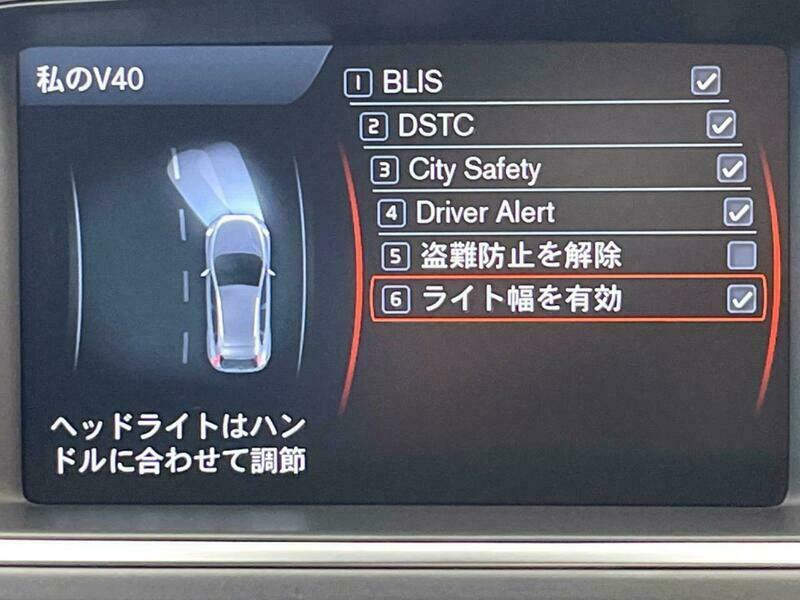 私のV40
1 BLIS
2 DSTC
3 City Safety
4 Driver Alert
5 盗難防止を解除
6 ライト幅を有効
ヘッドライトはハン
ドルに合わせて調節